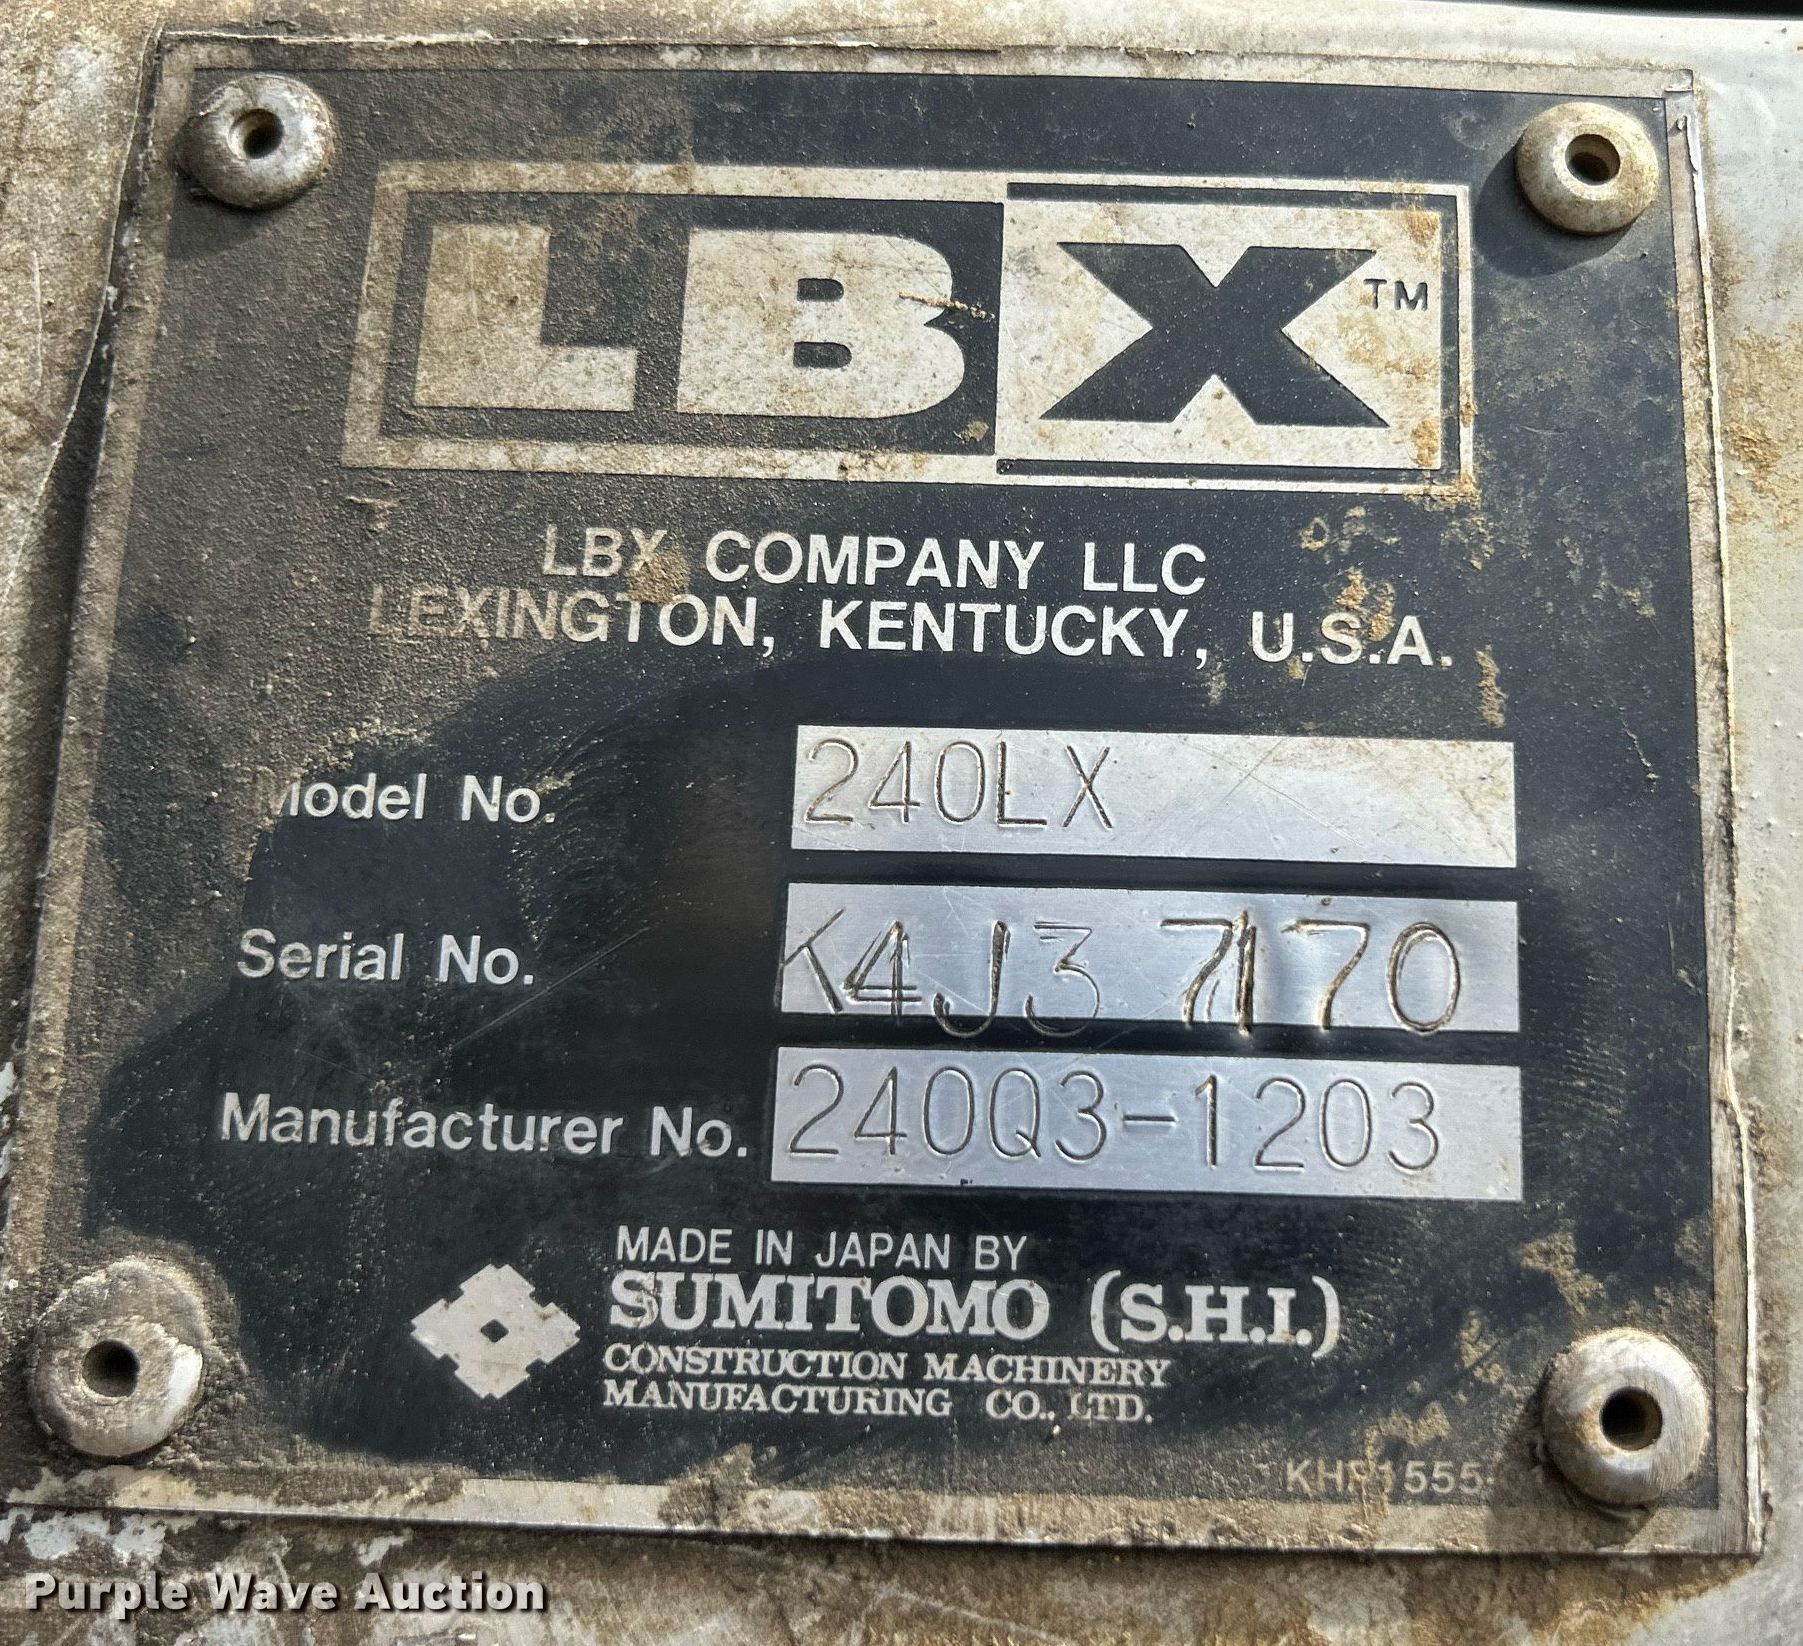 LBX™
LBX COMPANY LLC
LEXINGTON, KENTUCKY, U.S.A.
Model No. 240LX
Serial No. K4J3 7170
Manufacturer No. 240Q3-1203
MADE IN JAPAN BY
SUMITOMO (S.H.I.)
CONSTRUCTION MACHINERY
MANUFACTURING CO., LTD.
Purple Wave Auction